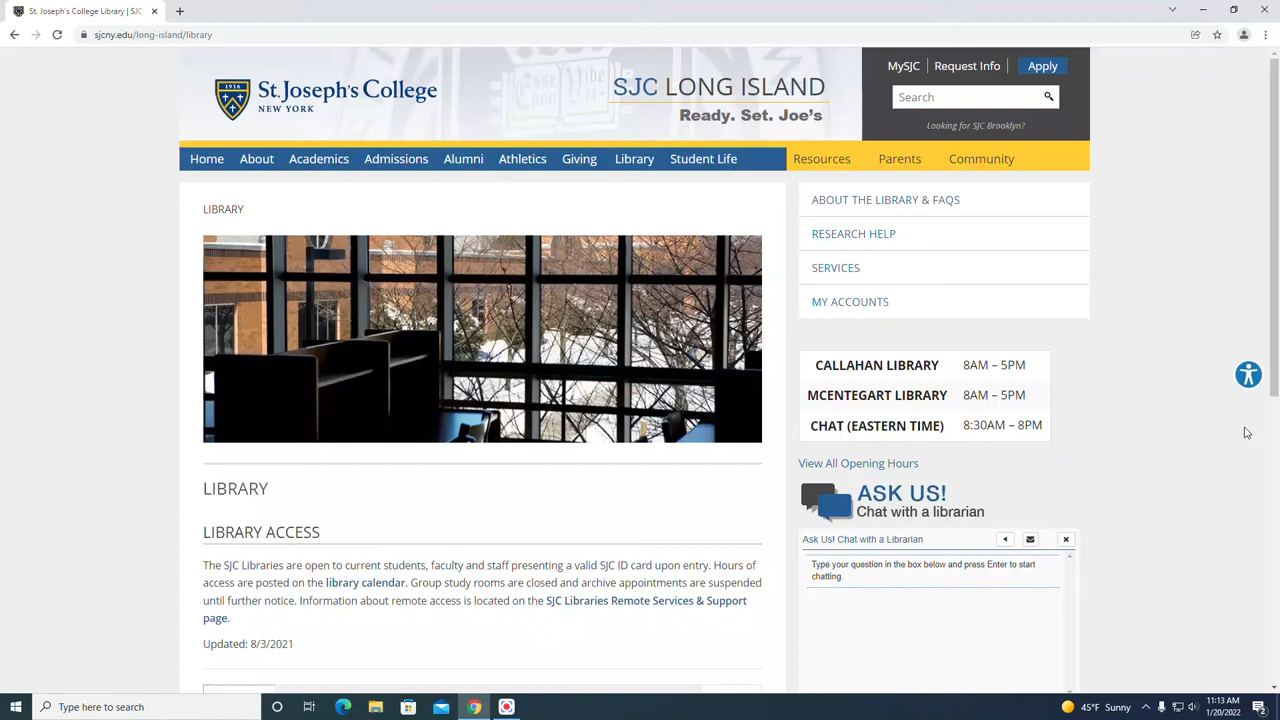 St. Joseph's College Library | SJC
sjcny.edu/long-island/library
1916
St.Joseph's College
NEW YORK
SJC LONG ISLAND
Ready. Set. Joe's
MySJC
Request Info
Apply
Search
Looking for SJC Brooklyn?
Home About Academics Admissions Alumni Athletics Giving Library Student Life Resources Parents Community
LIBRARY
LIBRARY
LIBRARY ACCESS
The SJC Libraries are open to current students, faculty and staff presenting a valid SJC ID card upon entry. Hours of
access are posted on the library calendar. Group study rooms are closed and archive appointments are suspended
until further notice. Information about remote access is located on the SJC Libraries Remote Services & Support
page.
Updated: 8/3/2021
ABOUT THE LIBRARY & FAQS
RESEARCH HELP
SERVICES
MY ACCOUNTS
CALLAHAN LIBRARY 8AM – 5PM
MCENTEGART LIBRARY 8AM – 5PM
CHAT (EASTERN TIME) 8:30AM – 8PM
View All Opening Hours
ASK US!
Chat with a librarian
Ask Us! Chat with a Librarian
Type your question in the box below and press Enter to start
chatting.
Type here to search
45°F Sunny
11:13 AM
1/20/2022
2